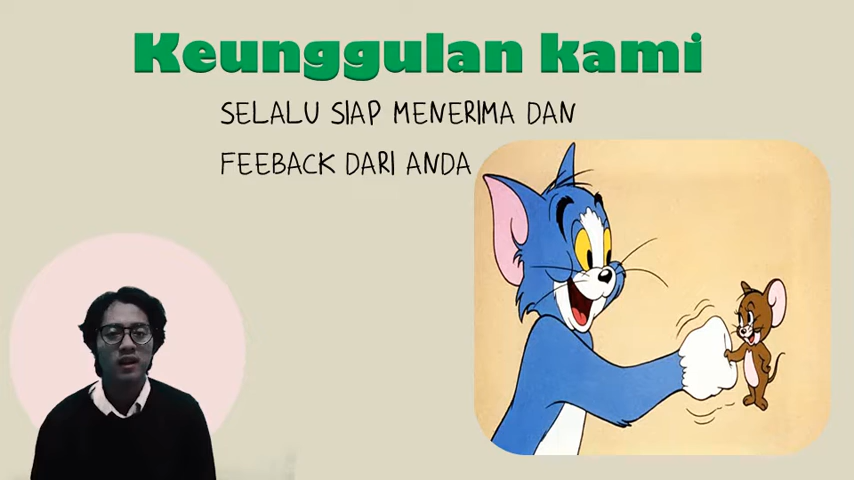 Keunggulan kami
SELALU SIAP MENERIMA DAN
FEEBACK DARI ANDA